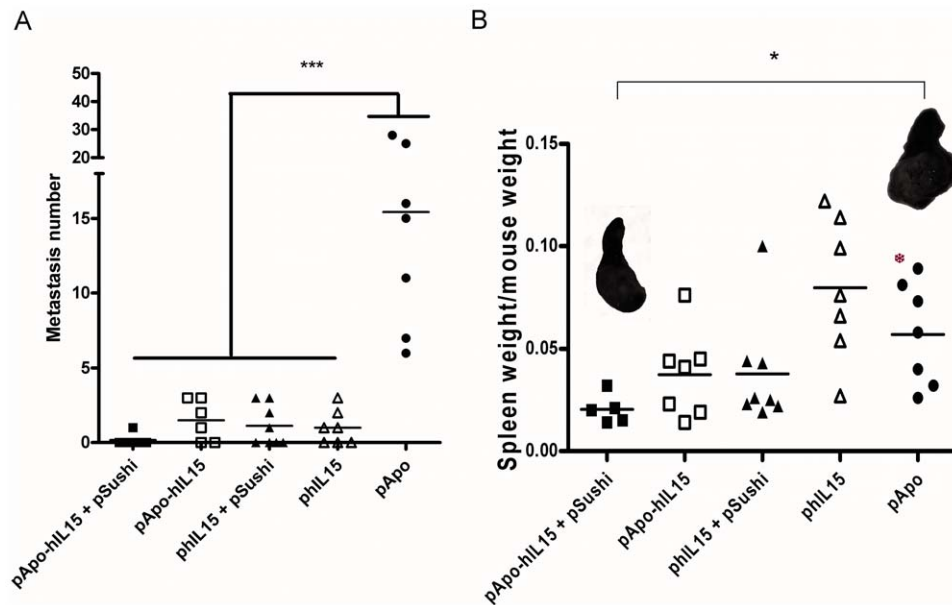 A
***
Metastasis number
50
40
30
20
15
10
5
0
pApo-hIL15 + pSushi
pApo-hIL15
phIL15 + pSushi
phIL15
pApo
B
*
Spleen weight/mouse weight
0.15
0.10
0.05
0.00
*
pApo-hIL15 + pSushi
pApo-hIL15
phIL15 + pSushi
phIL15
pApo